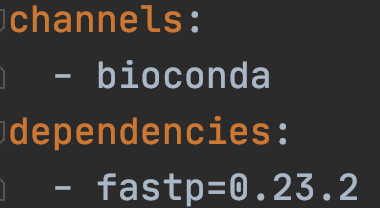 channels:
  - bioconda
dependencies:
  - fastp=0.23.2